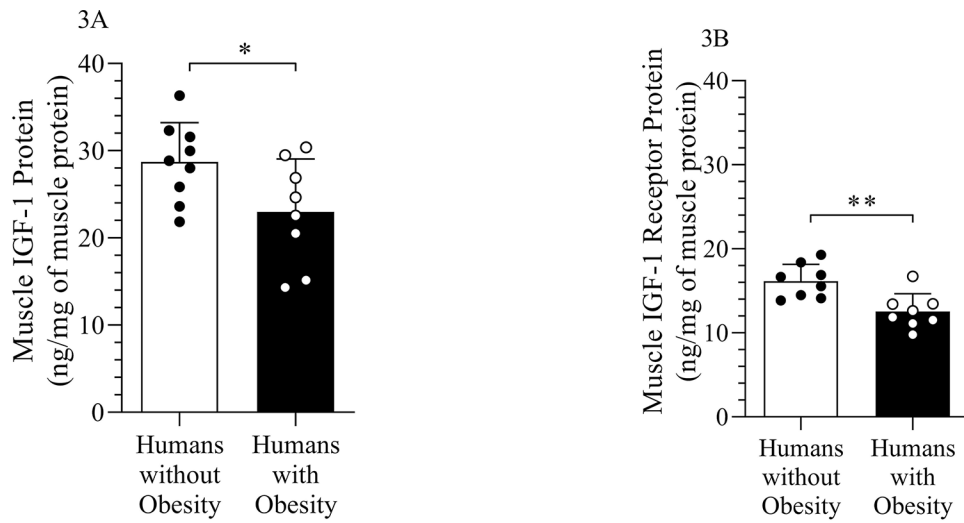 3A
Muscle IGF-1 Protein
(ng/mg of muscle protein)
40
30
20
10
0
*
Humans
without
Obesity
Humans
with
Obesity
3B
Muscle IGF-1 Receptor Protein
(ng/mg of muscle protein)
40
30
20
10
0
**
Humans
without
Obesity
Humans
with
Obesity